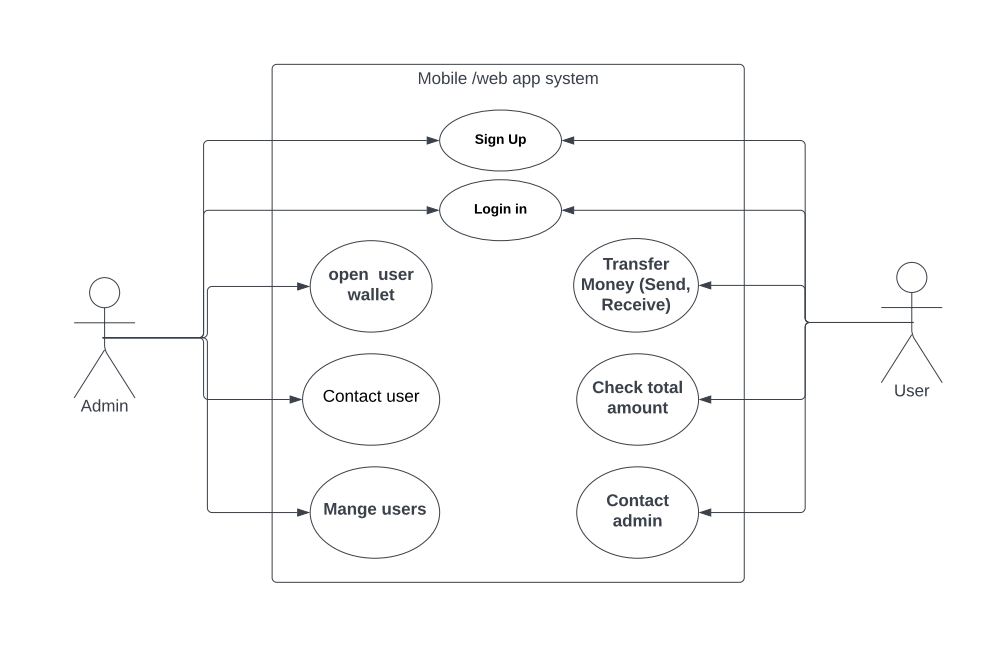 Mobile /web app system
Sign Up
Login in
open  user
wallet
Transfer
Money (Send,
Receive)
Contact user
Check total
amount
Mange users
Contact
admin
Admin
User